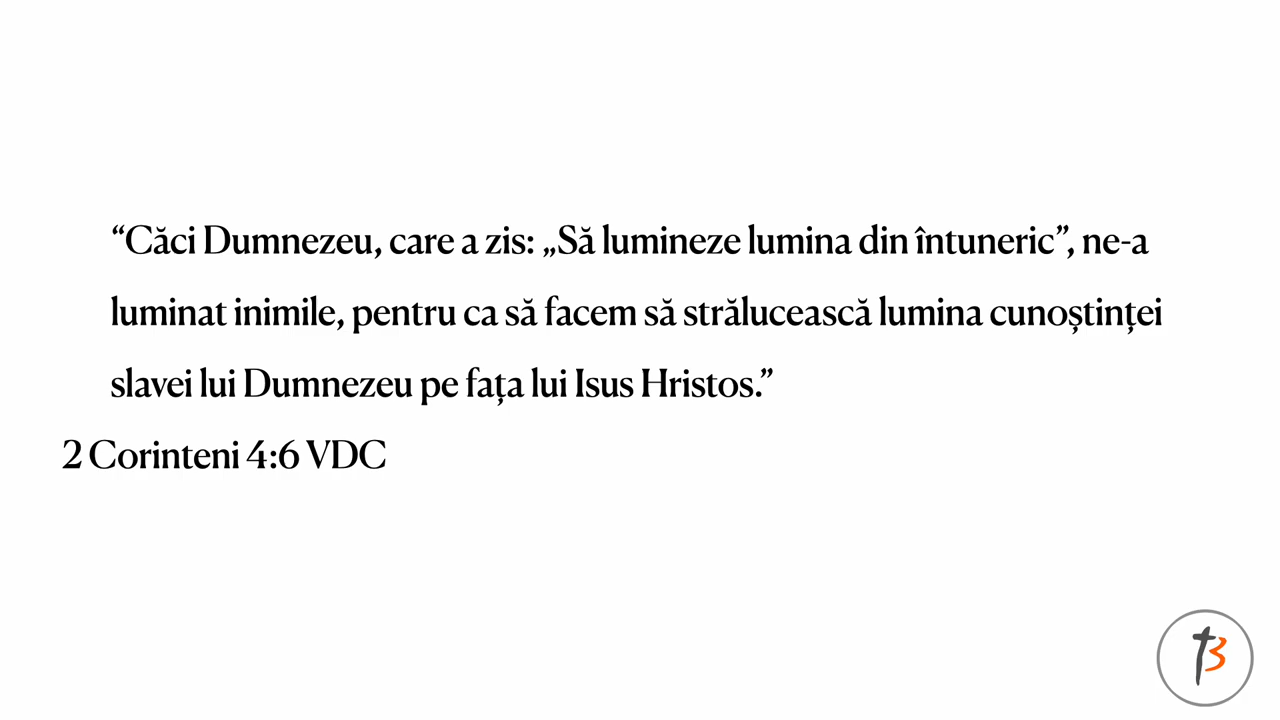 “Căci Dumnezeu, care a zis: „Să lumineze lumina din întuneric”, ne-a
luminat inimile, pentru ca să facem să strălucească lumina cunoștinței
slavei lui Dumnezeu pe fața lui Isus Hristos.”
2 Corinteni 4:6 VDC